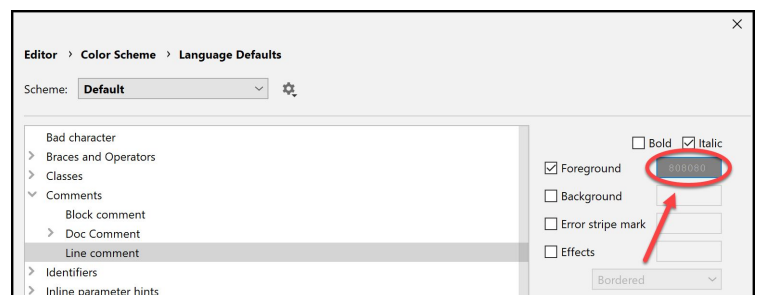 Editor › Color Scheme › Language Defaults
Scheme: Default
Bad character
Braces and Operators
Classes
Comments
Block comment
Doc Comment
Line comment
Identifiers
Inline parameter hints
Bold Italic
Foreground 808080
Background
Error stripe mark
Effects
Bordered